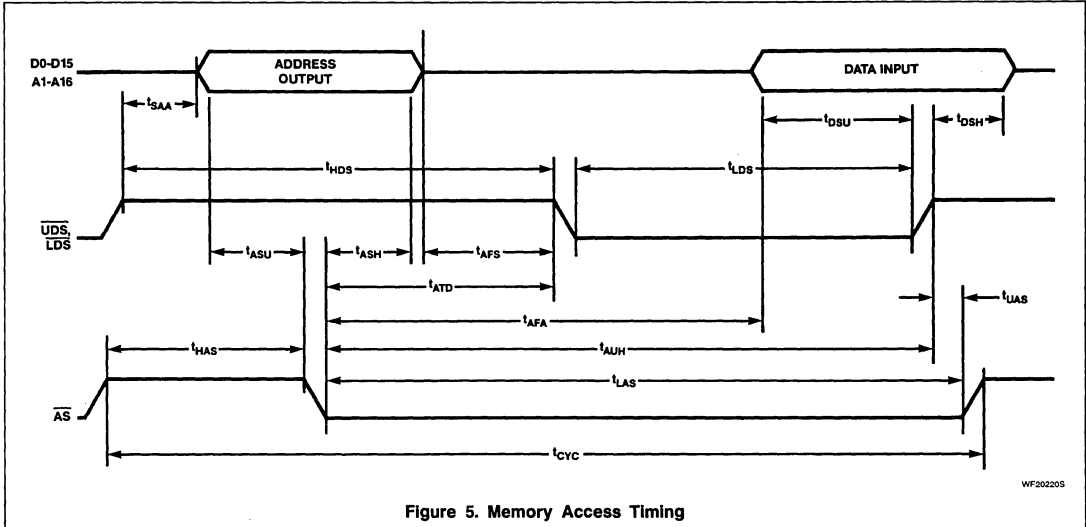 D0-D15
A1-A16
ADDRESS
OUTPUT
DATA INPUT
tSAA
tDSU
tDSH
tHDS
tLDS
UDS,
LDS
tASU
tASH
tAFS
tATD
tUAS
tAFA
tHAS
tAUH
tLAS
AS
tCYC
WF20220S
Figure 5. Memory Access Timing